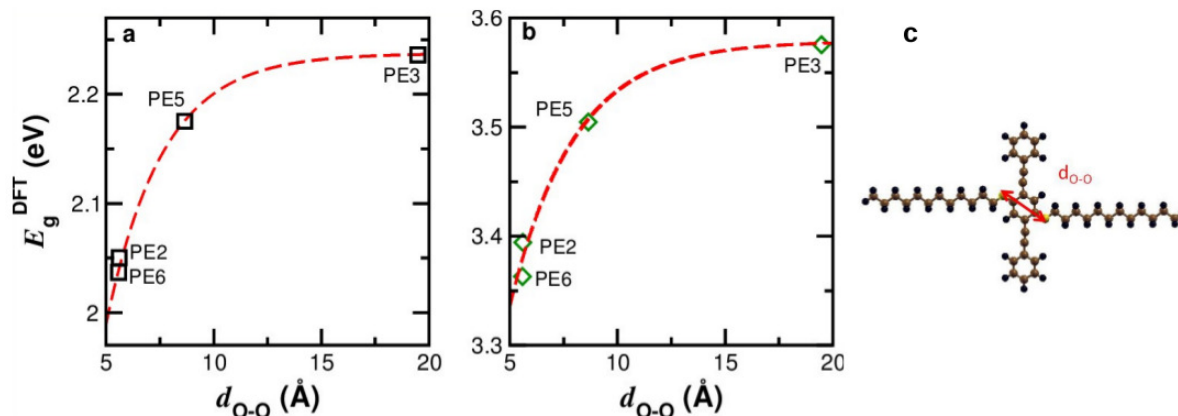 a
E_g^DFT (eV)
2.2
2.1
2
PE3
PE5
PE2
PE6
5
10
15
20
d_O-O (Å)
b
3.6
3.5
3.4
3.3
PE3
PE5
PE2
PE6
5
10
15
20
d_O-O (Å)
c
d_O-O